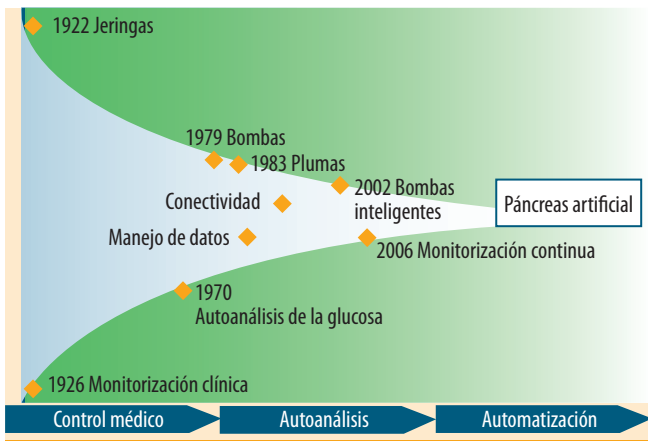 1922 Jeringas
1979 Bombas
1983 Plumas
2002 Bombas
inteligentes
Conectividad
Páncreas artificial
Manejo de datos
2006 Monitorización continua
1970
Autoanálisis de la glucosa
1926 Monitorización clínica
Control médico
Autoanálisis
Automatización